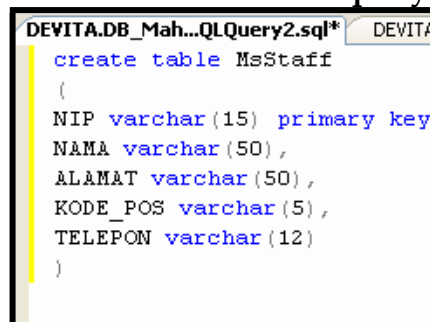 DEVITA.DB_Mah...QLQuery2.sql* DEVITA
create table MsStaff
(
NIP varchar(15) primary key
NAMA varchar(50),
ALAMAT varchar(50),
KODE_POS varchar(5),
TELEPON varchar(12)
)